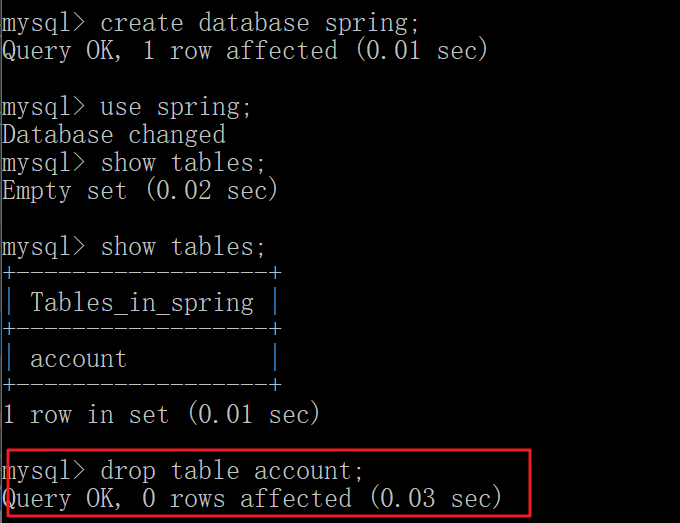 mysql> create database spring;
Query OK, 1 row affected (0.01 sec)
mysql> use spring;
Database changed
mysql> show tables;
Empty set (0.02 sec)
mysql> show tables;
+------------------+
| Tables_in_spring |
+------------------+
| account          |
+------------------+
1 row in set (0.01 sec)
mysql> drop table account;
Query OK, 0 rows affected (0.03 sec)